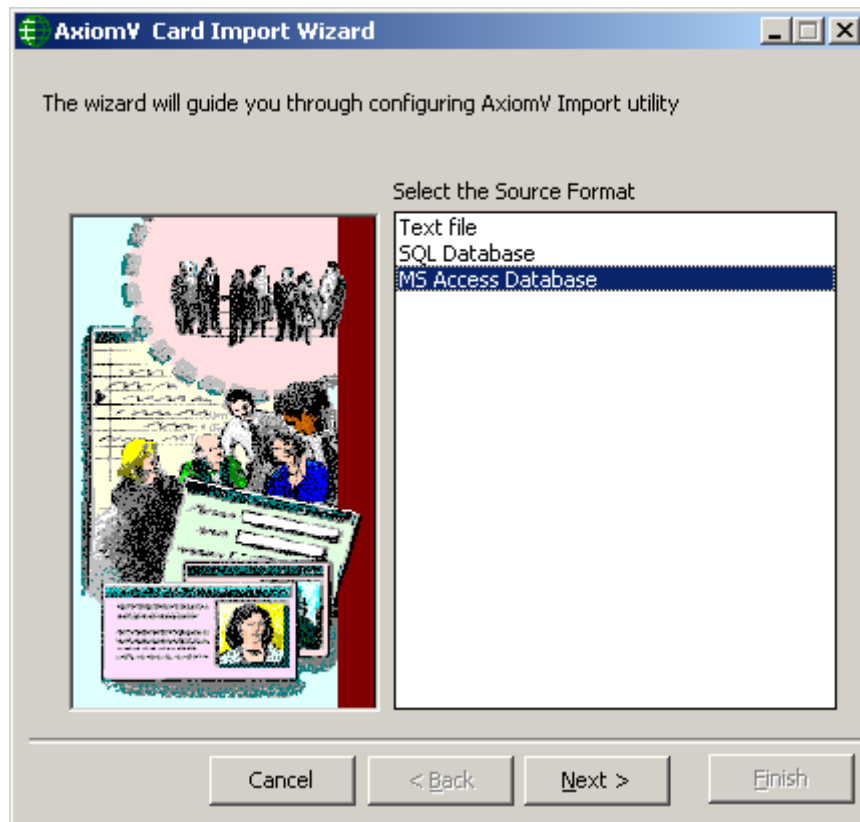 AxiomV Card Import Wizard
The wizard will guide you through configuring AxiomV Import utility
Select the Source Format
Text file
SQL Database
MS Access Database
Cancel
< Back
Next >
Finish